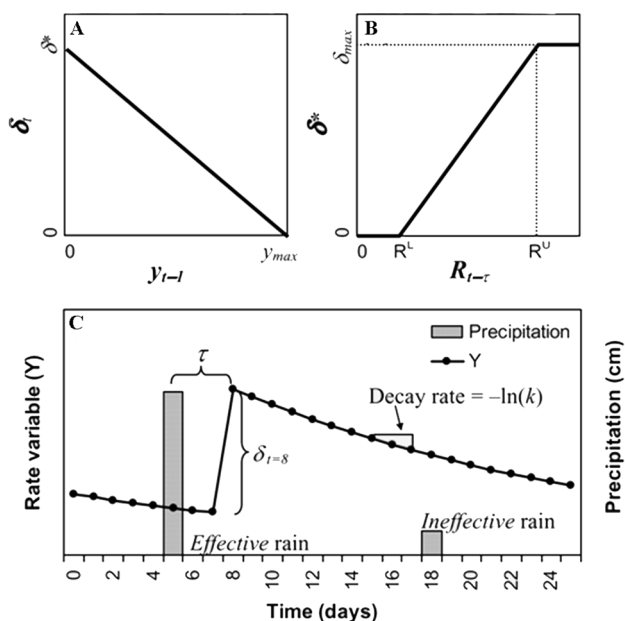 A
δ*
δt
0
0
ymax
yt–1
B
δmax
δ*
0
0
RL
RU
Rt–τ
C
Rate variable (Y)
Precipitation (cm)
Precipitation
Y
τ
Decay rate = –ln(k)
δt=8
Effective rain
Ineffective rain
0 2 4 6 8 10 12 14 16 18 20 22 24
Time (days)